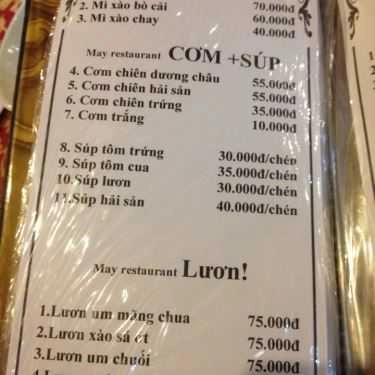 2. Mì xào bò cải 70.000đ
3. Mì xào chay 60.000đ
40.000đ
May restaurant CƠM +SÚP
4. Cơm chiên dương châu 55.000đ
5. Cơm chiên hải sản 55.000đ
6. Cơm chiên trứng 35.000đ
7. Cơm trắng 10.000đ
8. Súp tôm trứng 30.000đ/chén
9. Súp tôm cua 35.000đ/chén
10.Súp lươn 30.000đ/chén
11.Súp hải sản 40.000đ/chén
May restaurant Lươn!
1.Lươn um măng chua 75.000đ
2.Lươn xào sả ớt 75.000đ
3.Lươn um chuối 75.000đ